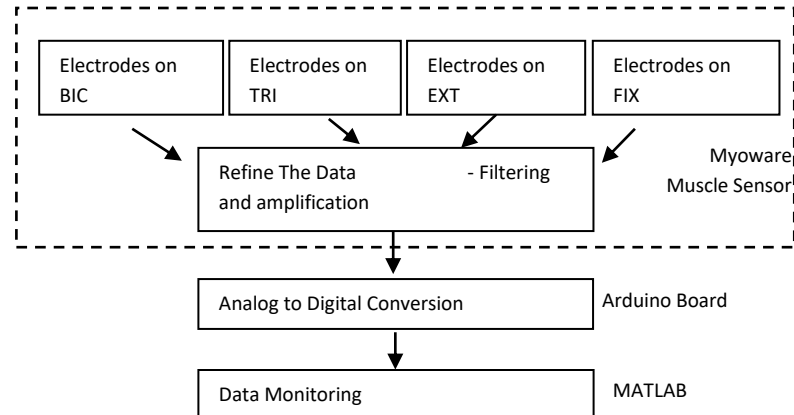 Electrodes on
BIC
Electrodes on
TRI
Electrodes on
EXT
Electrodes on
FIX
Refine The Data - Filtering
and amplification
Myoware
Muscle Sensor
Analog to Digital Conversion
Arduino Board
Data Monitoring
MATLAB